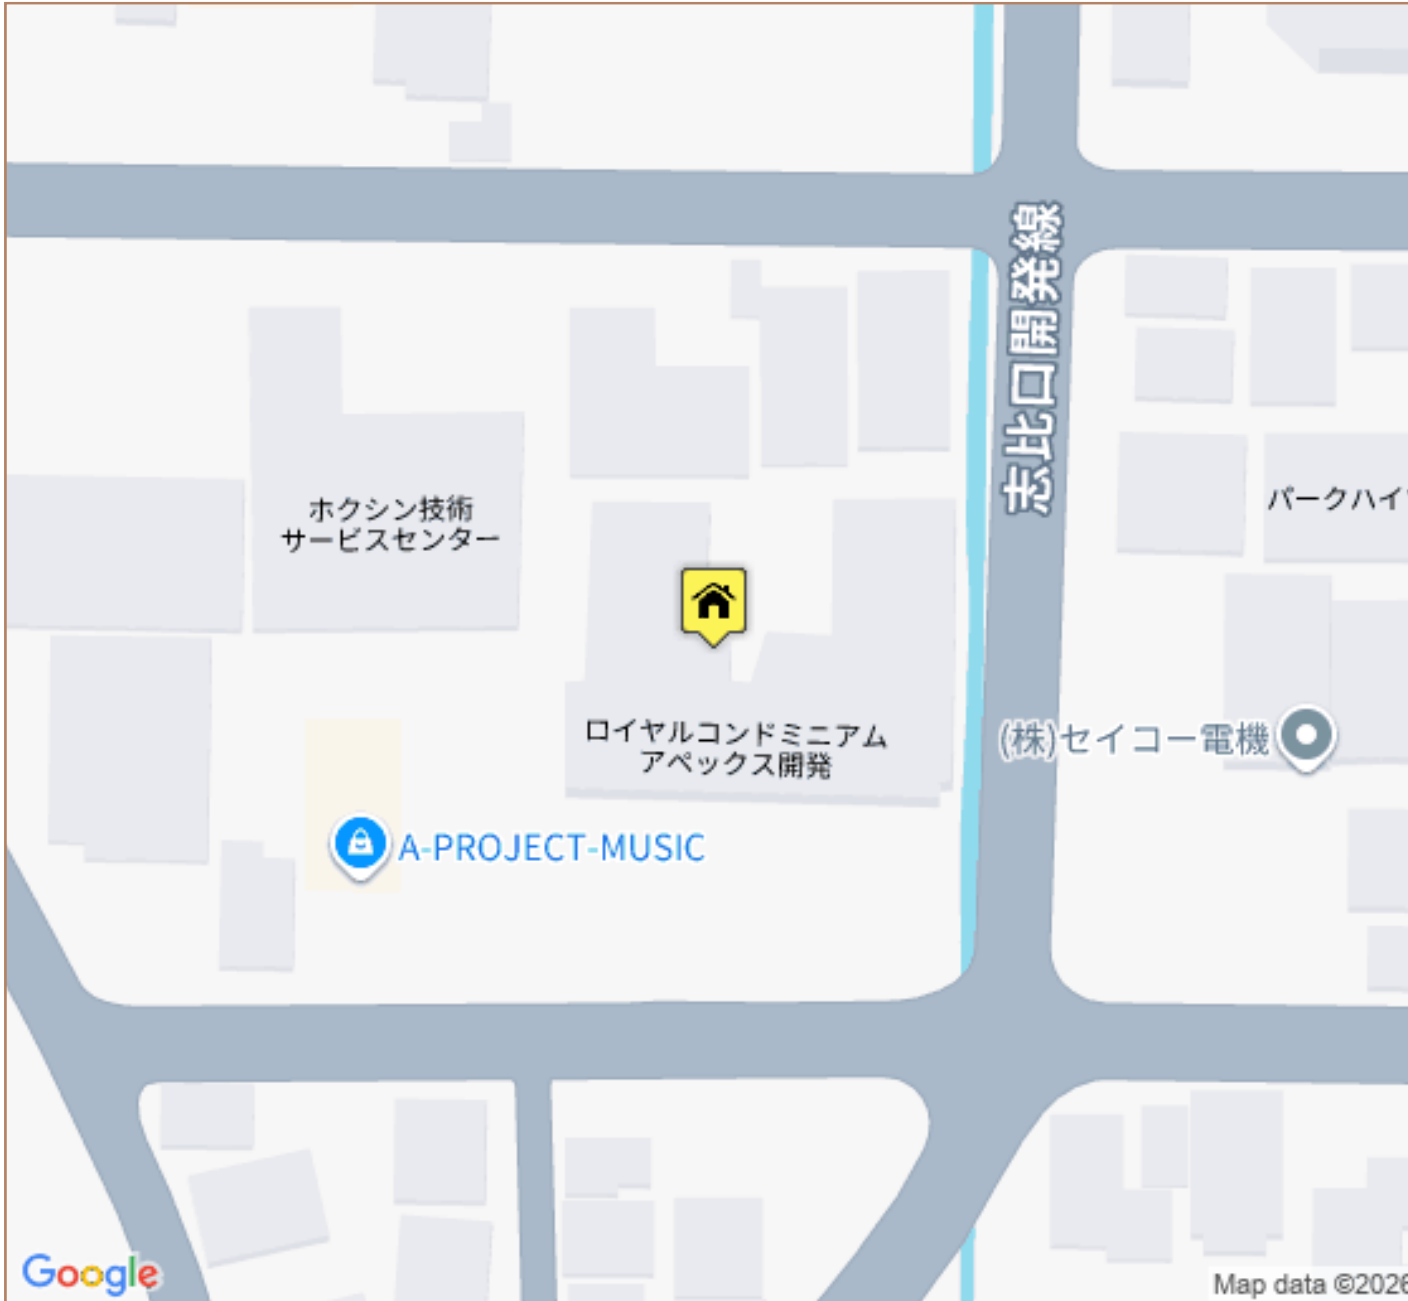 志比口開発線
ホクシン技術
サービスセンター
パークハイ
ロイヤルコンドミニアム
アペックス開発
(株)セイコー電機
A-PROJECT-MUSIC
Google
Map data ©2026